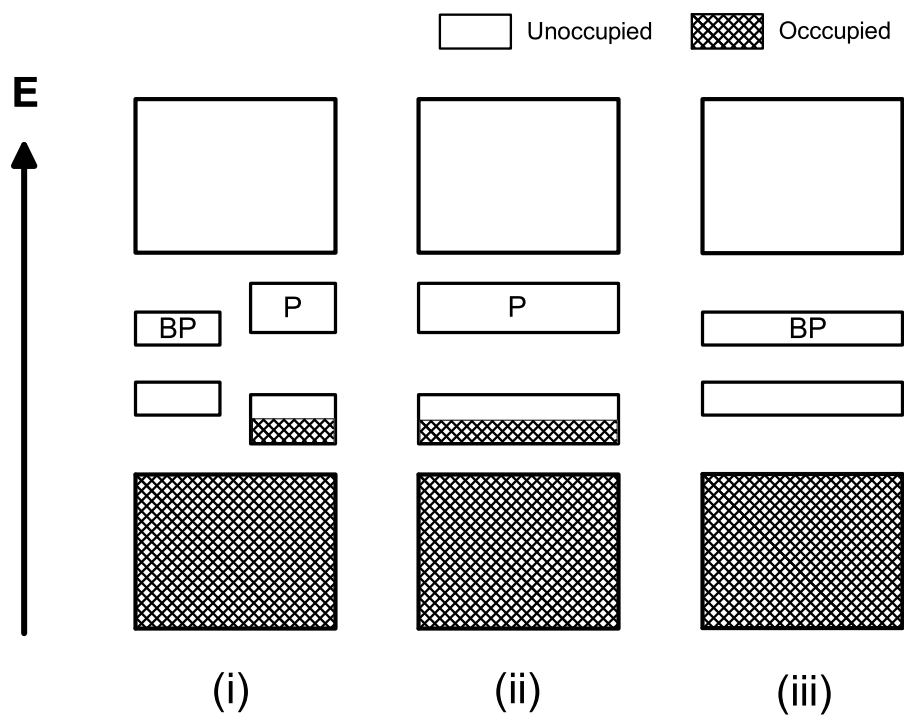 Unoccupied
Occcupied
E
P
P
BP
BP
(i)
(ii)
(iii)